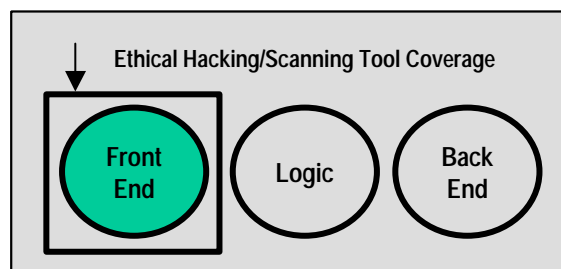 Ethical Hacking/Scanning Tool Coverage
Front
End
Logic
Back
End